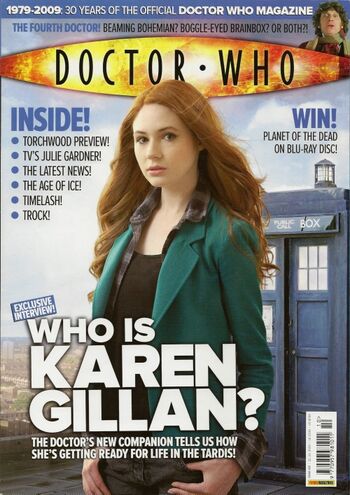 1979-2009: 30 YEARS OF THE OFFICIAL DOCTOR WHO MAGAZINE
THE FOURTH DOCTOR! BEAMING BOHEMIAN? BOGGLE-EYED BRAINBOX? OR BOTH?!
DOCTOR · WHO
INSIDE!
● TORCHWOOD PREVIEW!
● TV'S JULIE GARDNER!
● THE LATEST NEWS!
● THE AGE OF ICE!
● TIMELASH!
● TROCK!
WIN!
PLANET OF THE DEAD
ON BLU-RAY DISC!
PUBLIC CALL BOX
EXCLUSIVE
INTERVIEW!
WHO IS
KAREN
GILLAN?
THE DOCTOR'S NEW COMPANION TELLS US HOW
SHE'S GETTING READY FOR LIFE IN THE TARDIS!